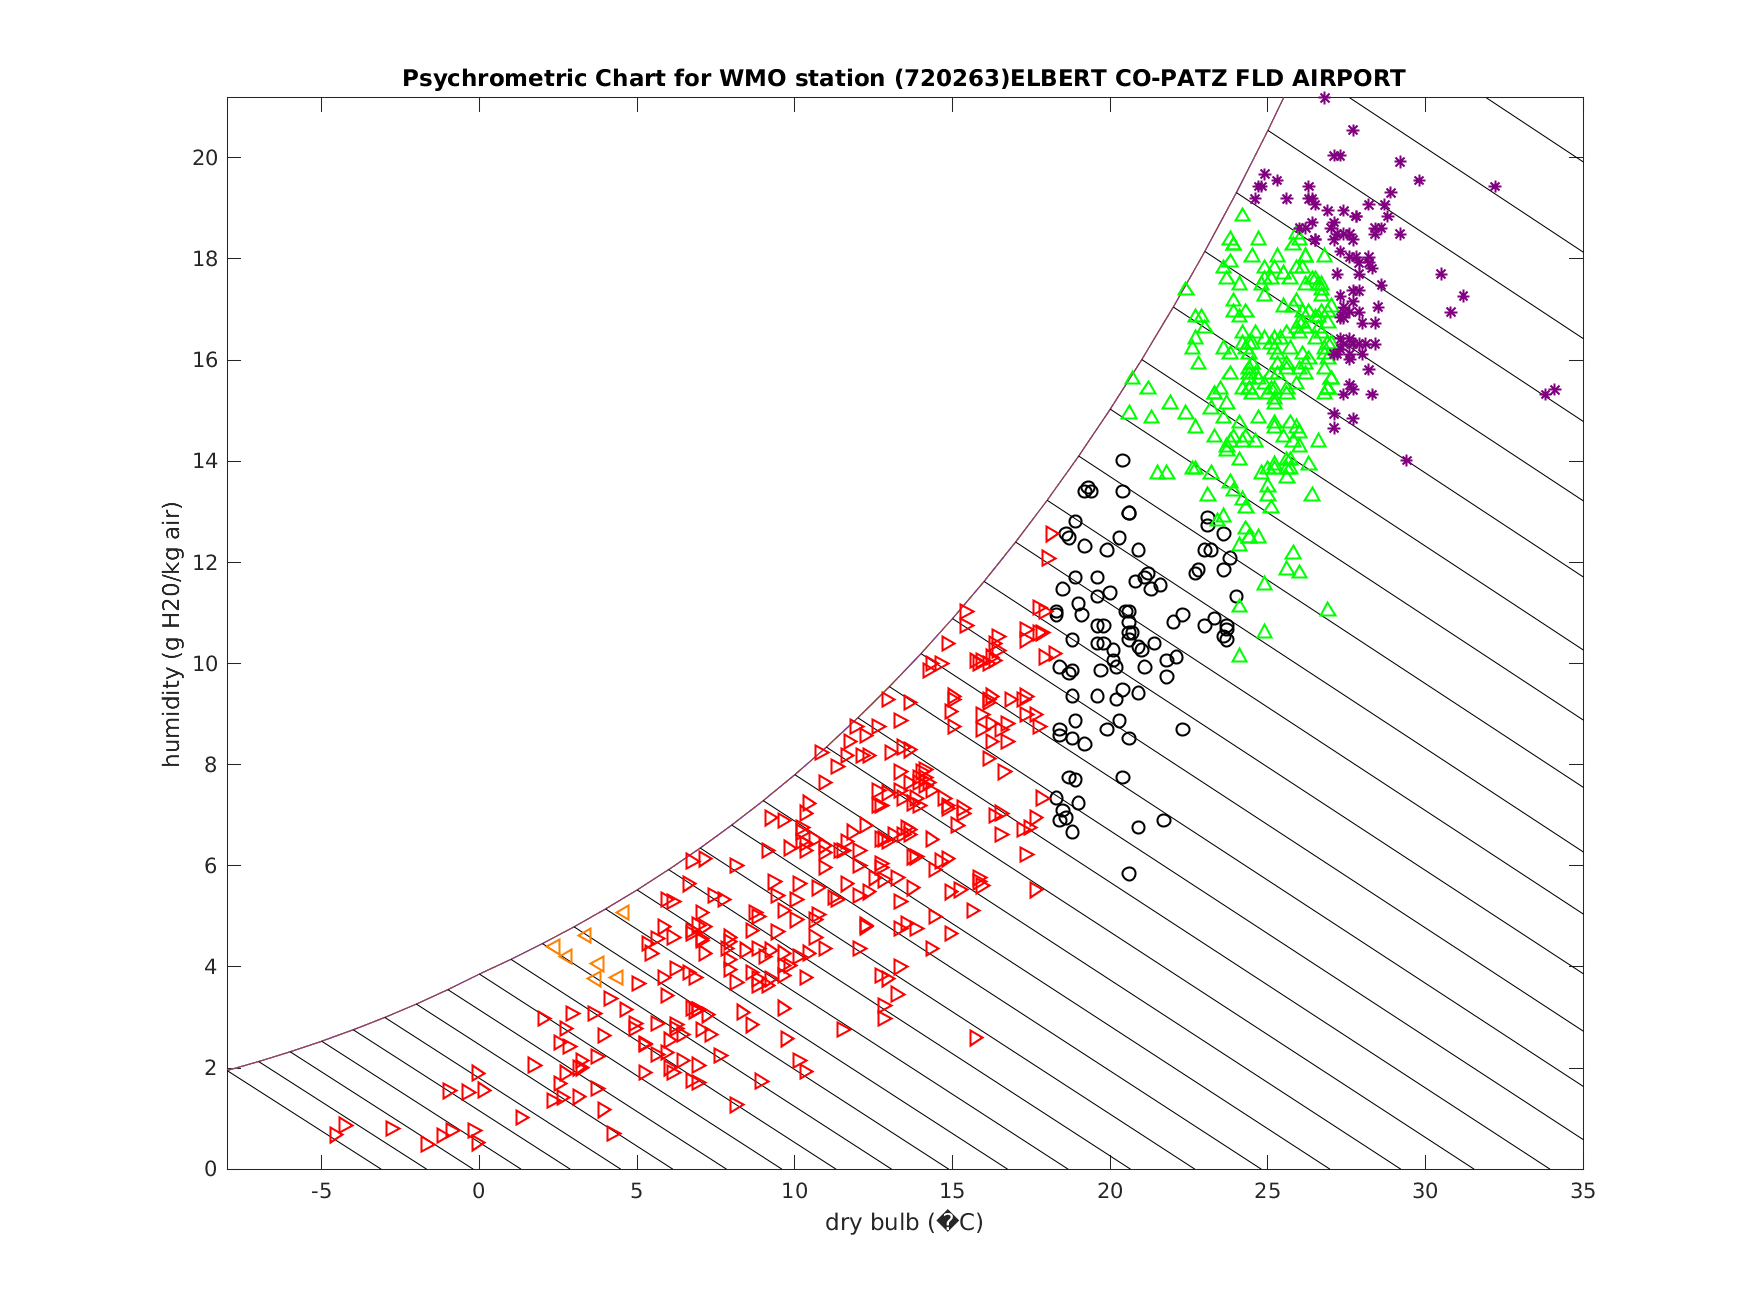 Psychrometric Chart for WMO station (720263)ELBERT CO-PATZ FLD AIRPORT
humidity (g H20/kg air)
20
18
16
14
12
10
8
6
4
2
0
-5 0 5 10 15 20 25 30 35
dry bulb (�C)